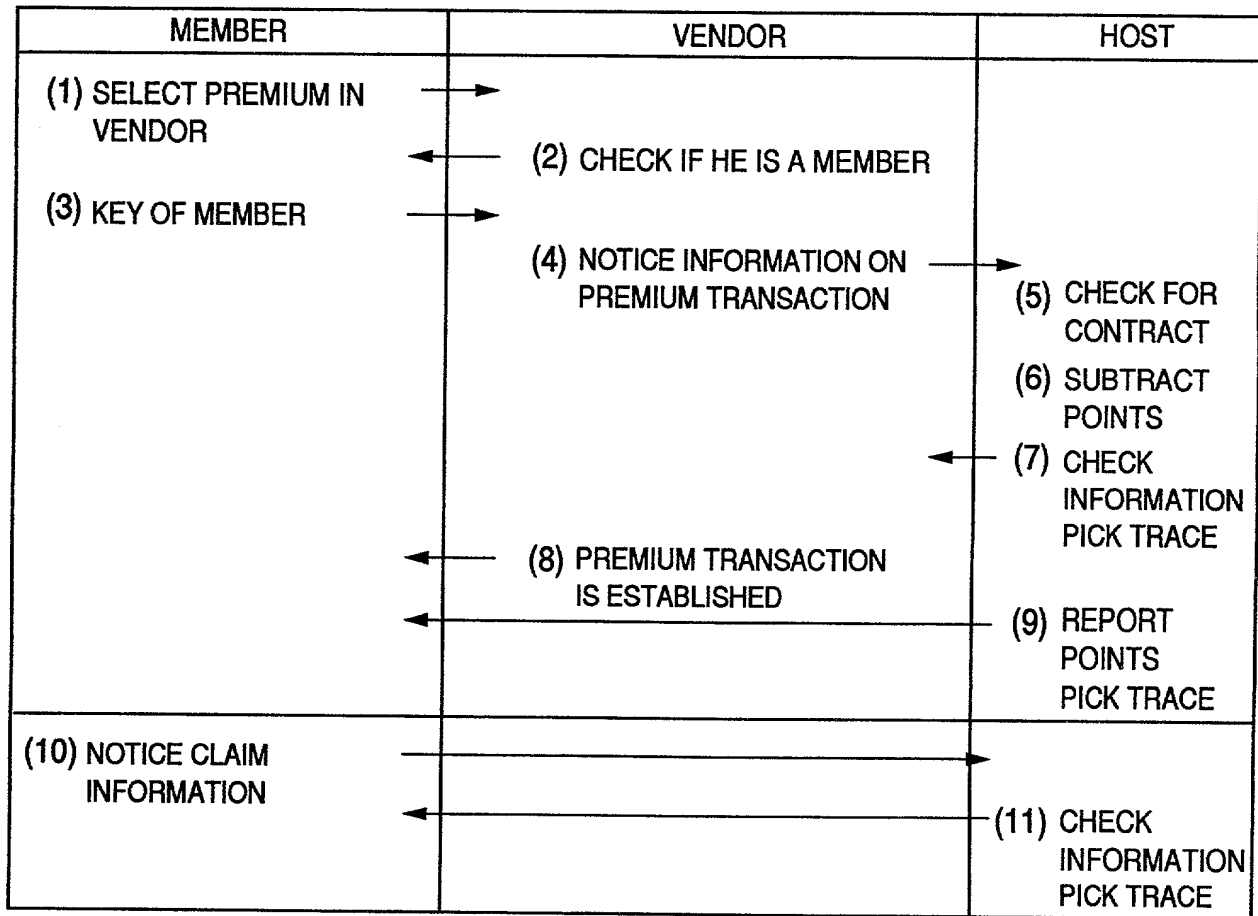 MEMBER
VENDOR
HOST
(1) SELECT PREMIUM IN
VENDOR
(2) CHECK IF HE IS A MEMBER
(3) KEY OF MEMBER
(4) NOTICE INFORMATION ON
PREMIUM TRANSACTION
(5) CHECK FOR
CONTRACT
(6) SUBTRACT
POINTS
(7) CHECK
INFORMATION
PICK TRACE
(8) PREMIUM TRANSACTION
IS ESTABLISHED
(9) REPORT
POINTS
PICK TRACE
(10) NOTICE CLAIM
INFORMATION
(11) CHECK
INFORMATION
PICK TRACE